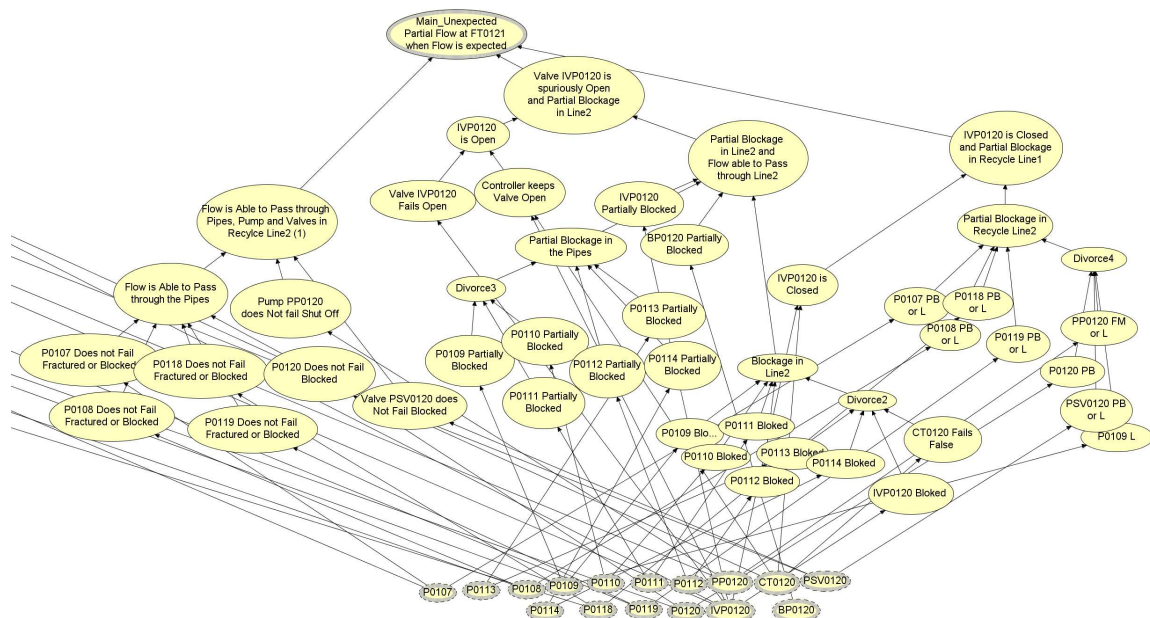 Main_Unexpected
Partial Flow at FT0121
when Flow is expected
Valve IVP0120 is
spuriously Open
and Partial Blockage
in Line2
IVP0120
is Open
Partial Blockage
in Line2 and
Flow able to Pass
through Line2
IVP0120 is Closed
and Partial Blockage
in Recycle Line1
Valve IVP0120
Fails Open
Controller keeps
Valve Open
IVP0120
Partially Blocked
Flow is Able to Pass through
Pipes, Pump and Valves in
Recylce Line2 (1)
Partial Blockage in
the Pipes
BP0120 Partially
Blocked
Partial Blockage in
Recycle Line2
Divorce4
Flow is Able to Pass
through the Pipes
Pump PP0120
does Not fail Shut Off
Divorce3
IVP0120 is
Closed
P0113 Partially
Blocked
P0107 PB
or L
P0118 PB
or L
PP0120 FM
or L
P0110 Partially
Blocked
P0108 PB
or L
P0119 PB
or L
P0107 Does not Fail
Fractured or Blocked
P0118 Does not Fail
Fractured or Blocked
P0120 Does not Fail
Blocked
P0109 Partially
Blocked
P0112 Partially
Blocked
P0114 Partially
Blocked
Blockage in
Line2
P0120 PB
Valve PSV0120 does
Not Fail Blocked
P0111 Partially
Blocked
Divorce2
PSV0120 PB
or L
P0108 Does not Fail
Fractured or Blocked
P0119 Does not Fail
Fractured or Blocked
P0109 Blo...
P0111 Bloked
CT0120 Fails
False
P0109 L
P0110 Bloked
P0113 Bloked
P0114 Bloked
P0112 Bloked
IVP0120 Bloked
P0107
P0113
P0108
P0109
P0110
P0111
P0112
PP0120
CT0120
PSV0120
P0114
P0118
P0119
P0120
IVP0120
BP0120